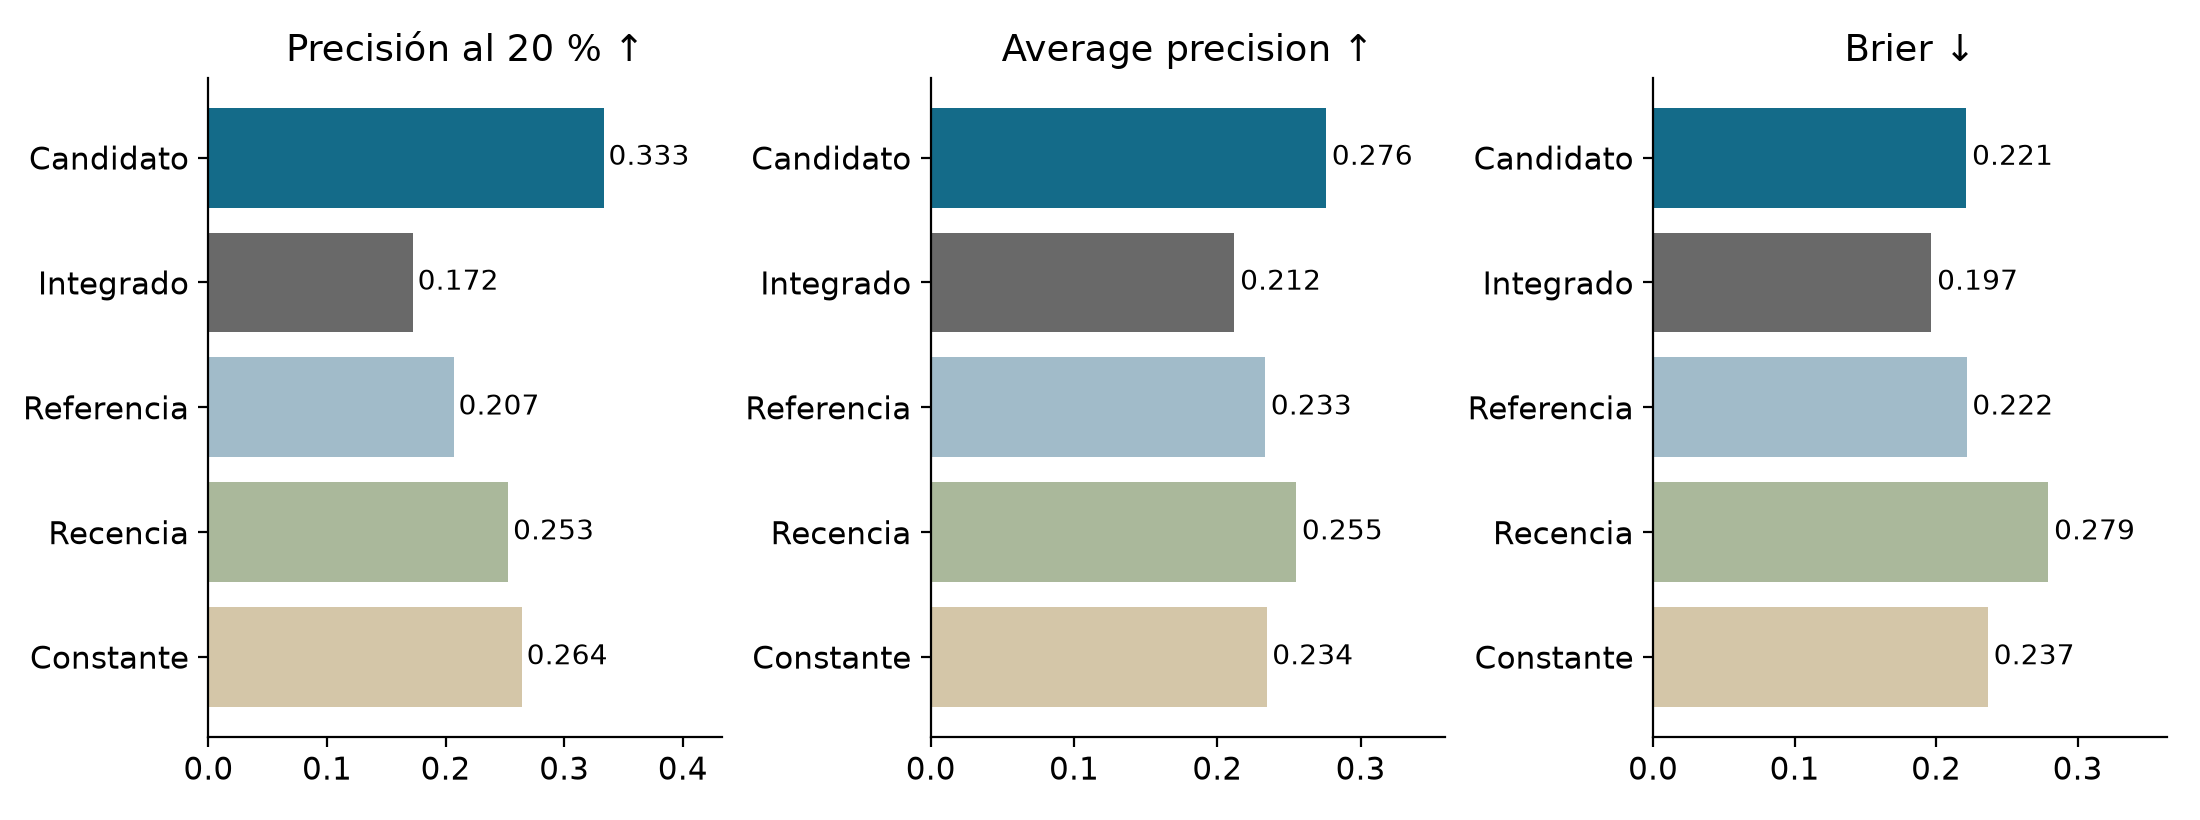 Precisión al 20 % ↑
Candidato 0.333
Integrado 0.172
Referencia 0.207
Recencia 0.253
Constante 0.264
0.0 0.1 0.2 0.3 0.4
Average precision ↑
Candidato 0.276
Integrado 0.212
Referencia 0.233
Recencia 0.255
Constante 0.234
0.0 0.1 0.2 0.3
Brier ↓
Candidato 0.221
Integrado 0.197
Referencia 0.222
Recencia 0.279
Constante 0.237
0.0 0.1 0.2 0.3